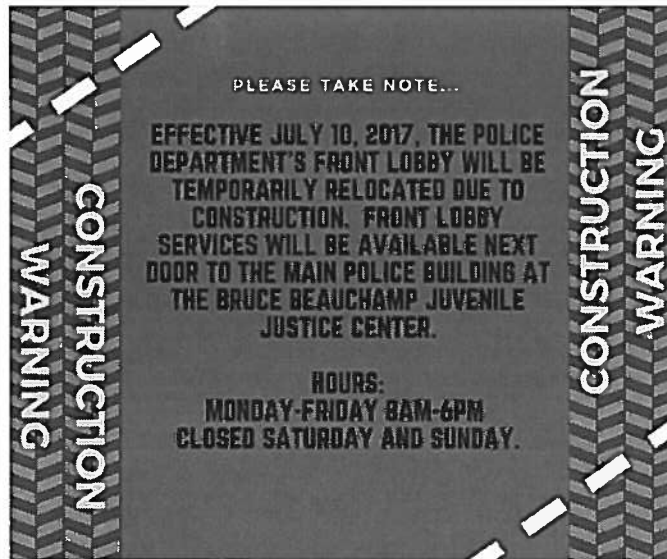 PLEASE TAKE NOTE...
EFFECTIVE JULY 10, 2017, THE POLICE
DEPARTMENT'S FRONT LOBBY WILL BE
TEMPORARILY RELOCATED DUE TO
CONSTRUCTION. FRONT LOBBY
SERVICES WILL BE AVAILABLE NEXT
DOOR TO THE MAIN POLICE BUILDING AT
THE BRUCE BEAUCHAMP JUVENILE
JUSTICE CENTER.
HOURS:
MONDAY-FRIDAY 8AM-6PM
CLOSED SATURDAY AND SUNDAY.
WARNING
CONSTRUCTION
CONSTRUCTION
WARNING